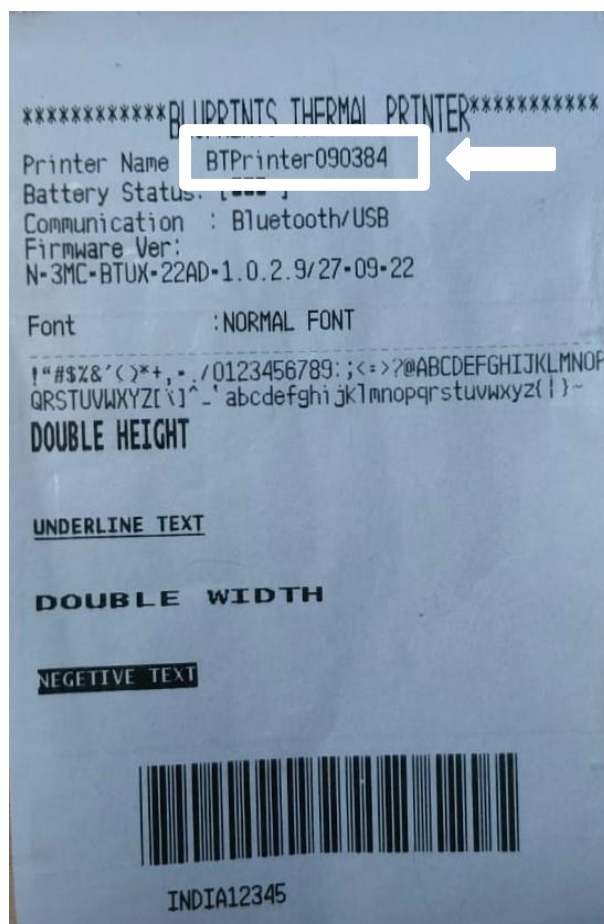 ************BLUPRINTS THERMAL PRINTER***********
Printer Name BTPrinter090384
Battery Status: [▪▪▪ ]
Communication : Bluetooth/USB
Firmware Ver:
N-3MC-BTUX-22AD-1.0.2.9/27-09-22
Font :NORMAL FONT
!"#$%&'()*+,-./0123456789:;<=>?@ABCDEFGHIJKLMNOP
QRSTUVWXYZ[\]^_'abcdefghijklmnopqrstuvwxyz{|}~
DOUBLE HEIGHT
UNDERLINE TEXT
DOUBLE WIDTH
NEGETIVE TEXT
INDIA12345